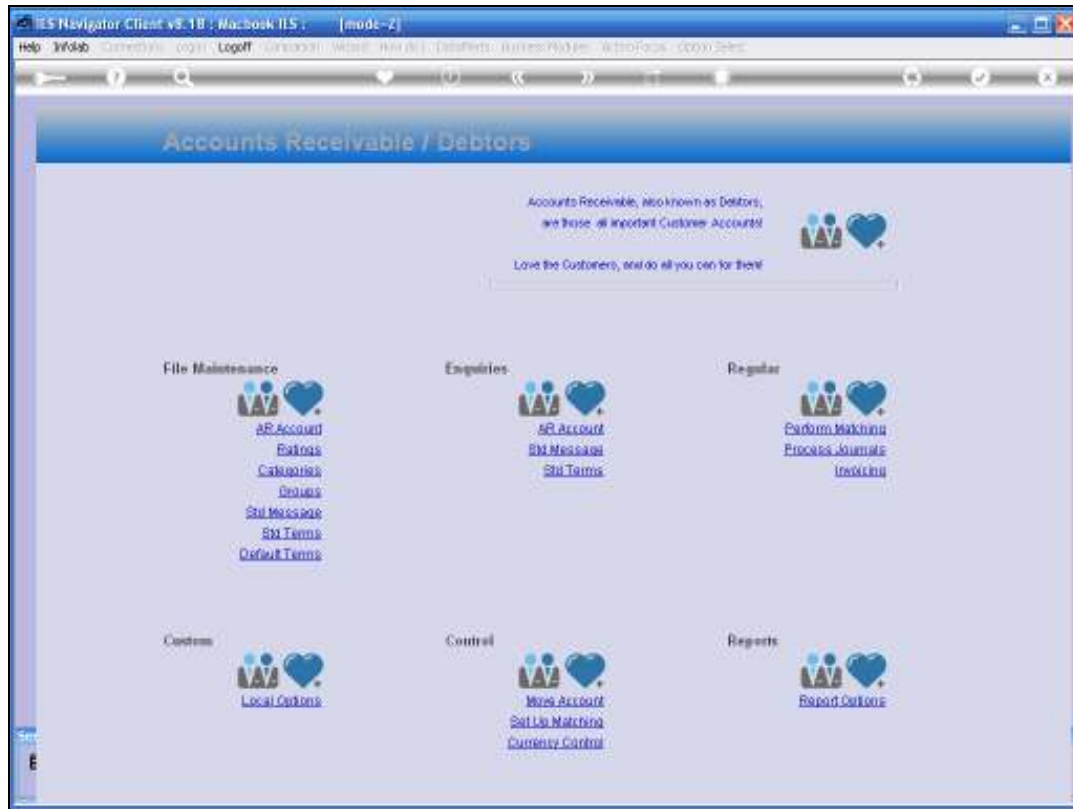 IES Navigator Client v8.1B : Macbook IES : [mode-Z]
Help Infolab Logoff
Accounts Receivable / Debtors
Accounts Receivable, also known as Debtors,
are those all important Customer Accounts!
Love the Customers, and do all you can for them!
File Maintenance
AR Account
Ratings
Categories
Groups
Std Message
Std Terms
Default Terms
Enquiries
AR Account
Std Message
Std Terms
Regular
Perform Matching
Process Journals
Invoicing
Custom
Local Options
Control
Move Account
Set Up Matching
Currency Control
Reports
Report Options